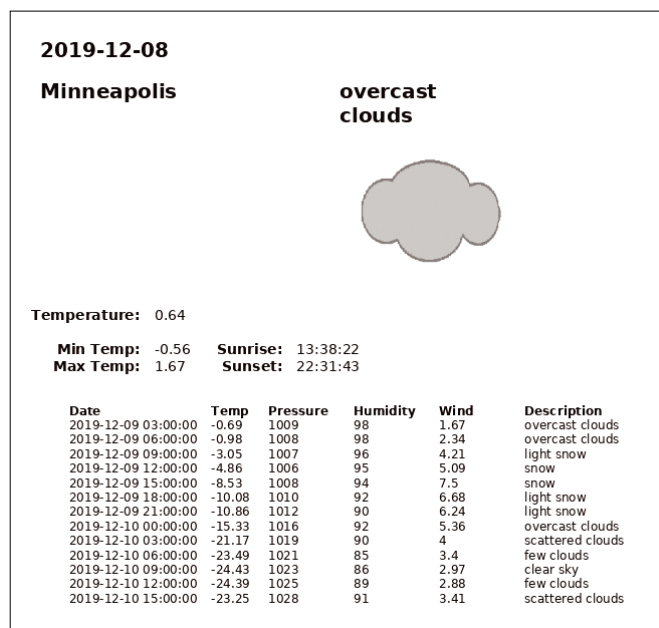 2019-12-08
Minneapolis overcast
clouds
Temperature: 0.64
Min Temp: -0.56 Sunrise: 13:38:22
Max Temp: 1.67 Sunset: 22:31:43
Date Temp Pressure Humidity Wind Description
2019-12-09 03:00:00 -0.69 1009 98 1.67 overcast clouds
2019-12-09 06:00:00 -0.98 1008 98 2.34 overcast clouds
2019-12-09 09:00:00 -3.05 1007 96 4.21 light snow
2019-12-09 12:00:00 -4.86 1006 95 5.09 snow
2019-12-09 15:00:00 -8.53 1008 94 7.5 snow
2019-12-09 18:00:00 -10.08 1010 92 6.68 light snow
2019-12-09 21:00:00 -10.86 1012 90 6.24 light snow
2019-12-10 00:00:00 -15.33 1016 92 5.36 overcast clouds
2019-12-10 03:00:00 -21.17 1019 90 4 scattered clouds
2019-12-10 06:00:00 -23.49 1021 85 3.4 few clouds
2019-12-10 09:00:00 -24.43 1023 86 2.97 clear sky
2019-12-10 12:00:00 -24.39 1025 89 2.88 few clouds
2019-12-10 15:00:00 -23.25 1028 91 3.41 scattered clouds